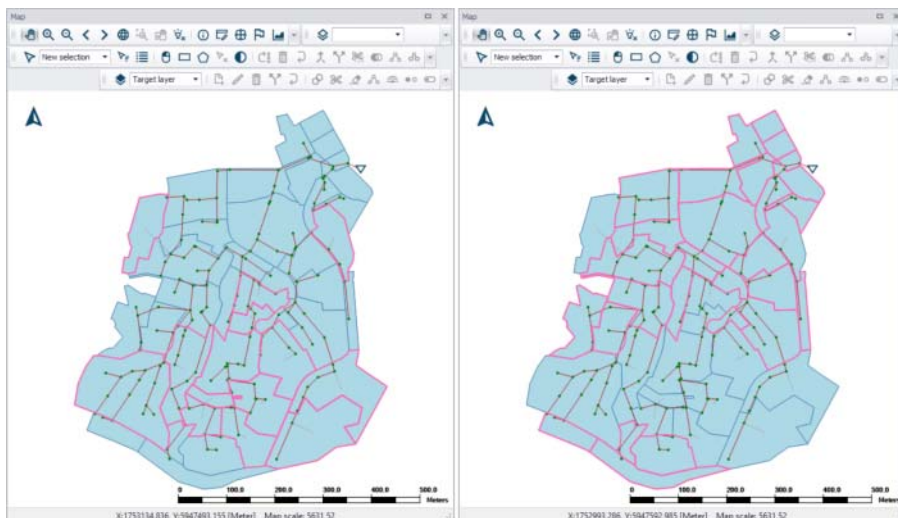 Map
New selection
Target layer
0 100.0 200.0 300.0 400.0 500.0
Meters
X:1753134.836, Y:5947493.155 [Meter] Map scale: 5631.52
Map
New selection
Target layer
0 100.0 200.0 300.0 400.0 500.0
Meters
X:1752993.286, Y:5947592.985 [Meter] Map scale: 5631.52